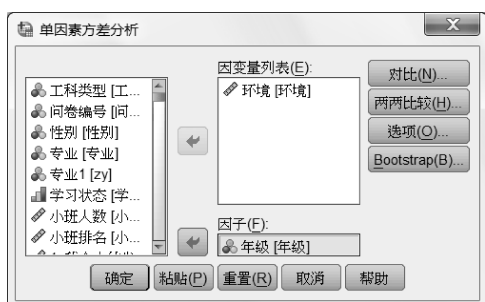 单因素方差分析
工科类型 [工...
问卷编号 [问...
性别 [性别]
专业 [专业]
专业1 [zy]
学习状态 [学...
小班人数 [小...
小班排名 [小...
因变量列表(E):
环境 [环境]
因子(F):
年级 [年级]
对比(N)...
两两比较(H)...
选项(O)...
Bootstrap(B)...
确定 粘贴(P) 重置(R) 取消 帮助